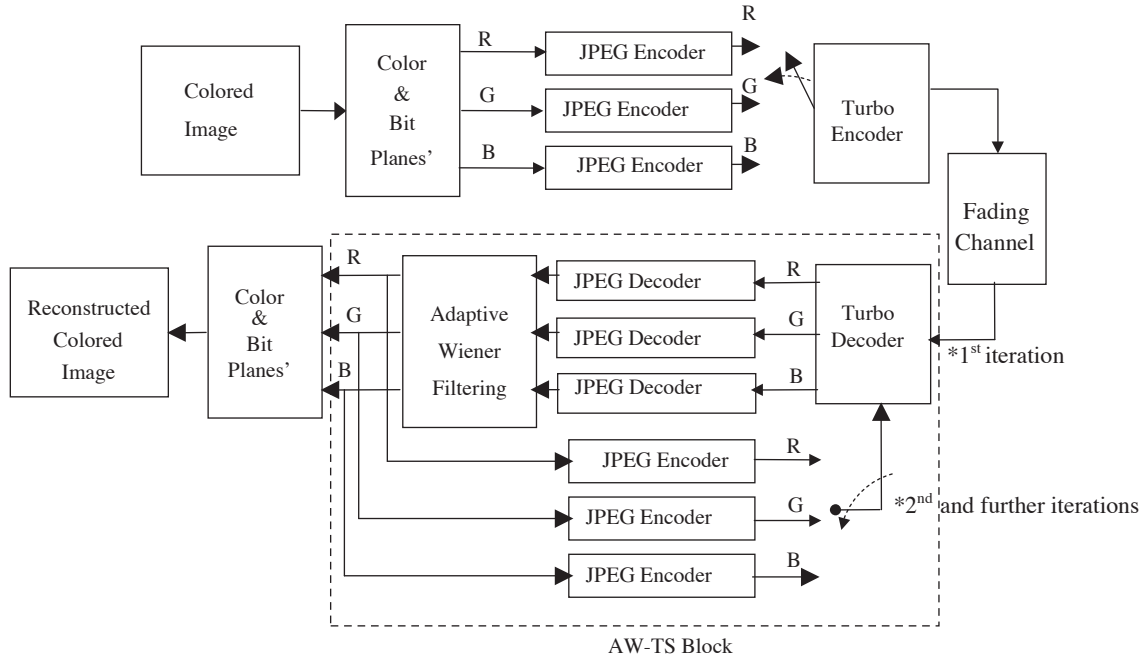 Colored
Image
Color
&
Bit
Planes’
R
G
B
JPEG Encoder
JPEG Encoder
JPEG Encoder
R
G
B
Turbo
Encoder
Fading
Channel
*1st iteration
Turbo
Decoder
R
G
B
JPEG Decoder
JPEG Decoder
JPEG Decoder
Adaptive
Wiener
Filtering
R
G
B
Color
&
Bit
Planes’
Reconstructed
Colored
Image
JPEG Encoder
JPEG Encoder
JPEG Encoder
R
G
B
*2nd and further iterations
AW-TS Block